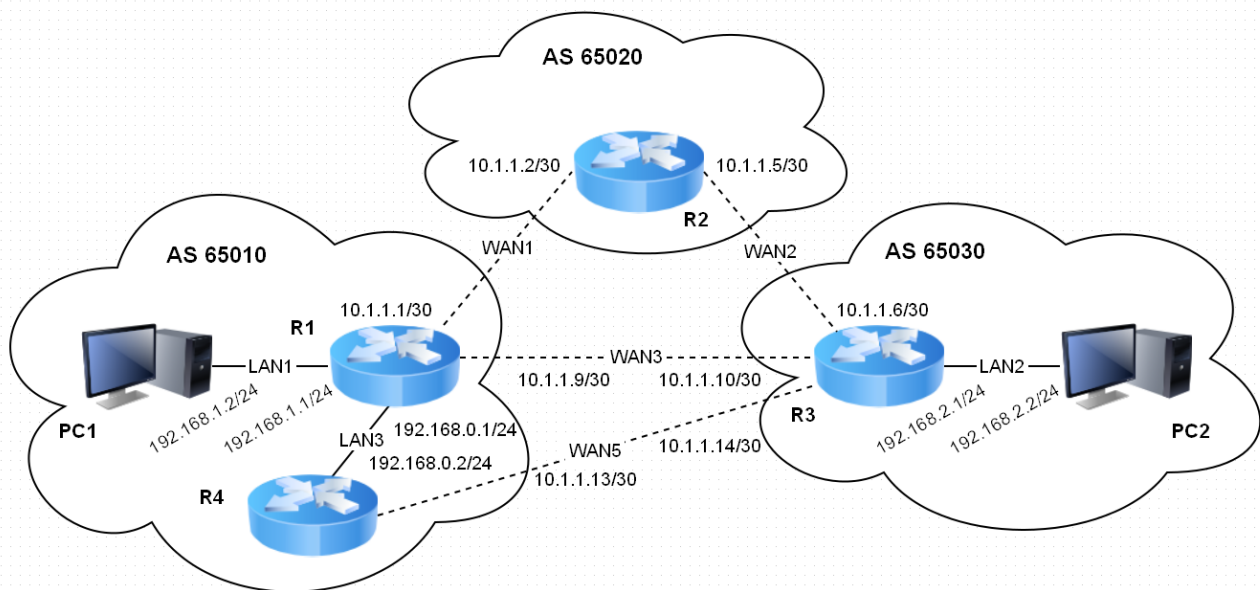 AS 65020
10.1.1.2/30
10.1.1.5/30
R2
WAN1
WAN2
AS 65010
AS 65030
10.1.1.1/30
10.1.1.6/30
R1
LAN1
WAN3
LAN2
10.1.1.9/30
10.1.1.10/30
192.168.1.2/24
192.168.1.1/24
192.168.2.1/24
192.168.2.2/24
PC1
R3
PC2
192.168.0.1/24
LAN3
192.168.0.2/24
WAN5
10.1.1.14/30
10.1.1.13/30
R4